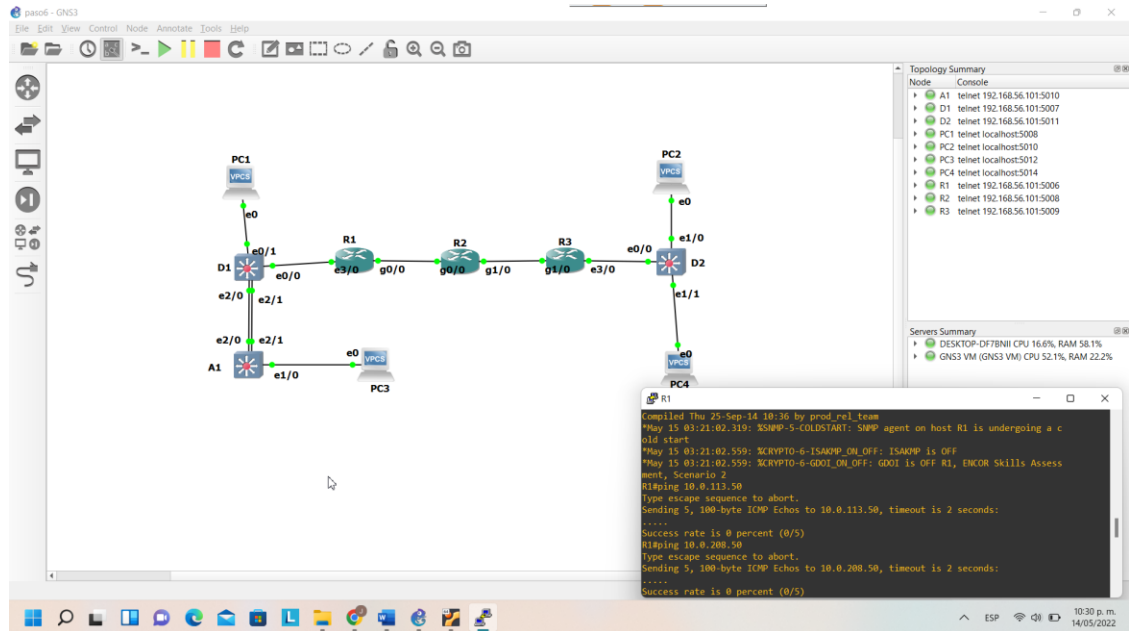 paso6 - GNS3
File Edit View Control Node Annotate Tools Help
Topology Summary
Node Console
A1 telnet 192.168.56.101:5010
D1 telnet 192.168.56.101:5007
D2 telnet 192.168.56.101:5011
PC1 telnet localhost:5008
PC2 telnet localhost:5010
PC3 telnet localhost:5012
PC4 telnet localhost:5014
R1 telnet 192.168.56.101:5006
R2 telnet 192.168.56.101:5008
R3 telnet 192.168.56.101:5009
PC1
VPCS
e0
PC2
VPCS
e0
e0/1
R1
R2
R3
e0/0
e1/0
D1
e0/0
e3/0
g0/0
g0/0
g1/0
g1/0
e3/0
D2
e2/0
e2/1
e1/1
e2/0
e2/1
A1
e1/0
e0
VPCS
PC3
e0
VPCS
PC4
Servers Summary
DESKTOP-DF7BNII CPU 16.6%, RAM 58.1%
GNS3 VM (GNS3 VM) CPU 52.1%, RAM 22.2%
R1
Compiled Thu 25-Sep-14 10:36 by prod_rel_team
*May 15 03:21:02.319: %SNMP-5-COLDSTART: SNMP agent on host R1 is undergoing a c
old start
*May 15 03:21:02.559: %CRYPTO-6-ISAKMP_ON_OFF: ISAKMP is OFF
*May 15 03:21:02.559: %CRYPTO-6-GDOI_ON_OFF: GDOI is OFF R1, ENCOR Skills Assess
ment, Scenario 2
R1#ping 10.0.113.50
Type escape sequence to abort.
Sending 5, 100-byte ICMP Echos to 10.0.113.50, timeout is 2 seconds:
.....
Success rate is 0 percent (0/5)
R1#ping 10.0.208.50
Type escape sequence to abort.
Sending 5, 100-byte ICMP Echos to 10.0.208.50, timeout is 2 seconds:
.....
Success rate is 0 percent (0/5)
ESP
10:30 p. m.
14/05/2022